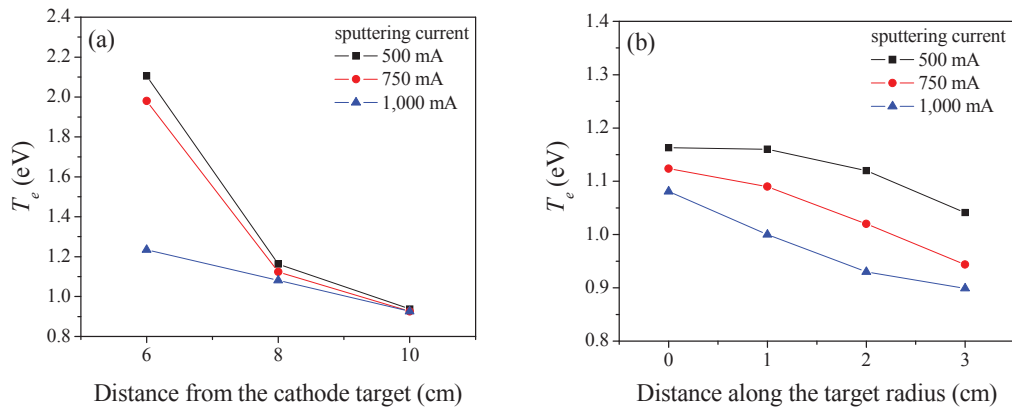 (a)
sputtering current
500 mA
750 mA
1,000 mA
2.4
2.2
2.0
1.8
1.6
1.4
1.2
1.0
0.8
T_e (eV)
6 8 10
Distance from the cathode target (cm)
(b)
sputtering current
500 mA
750 mA
1,000 mA
1.4
1.3
1.2
1.1
1.0
0.9
0.8
T_e (eV)
0 1 2 3
Distance along the target radius (cm)